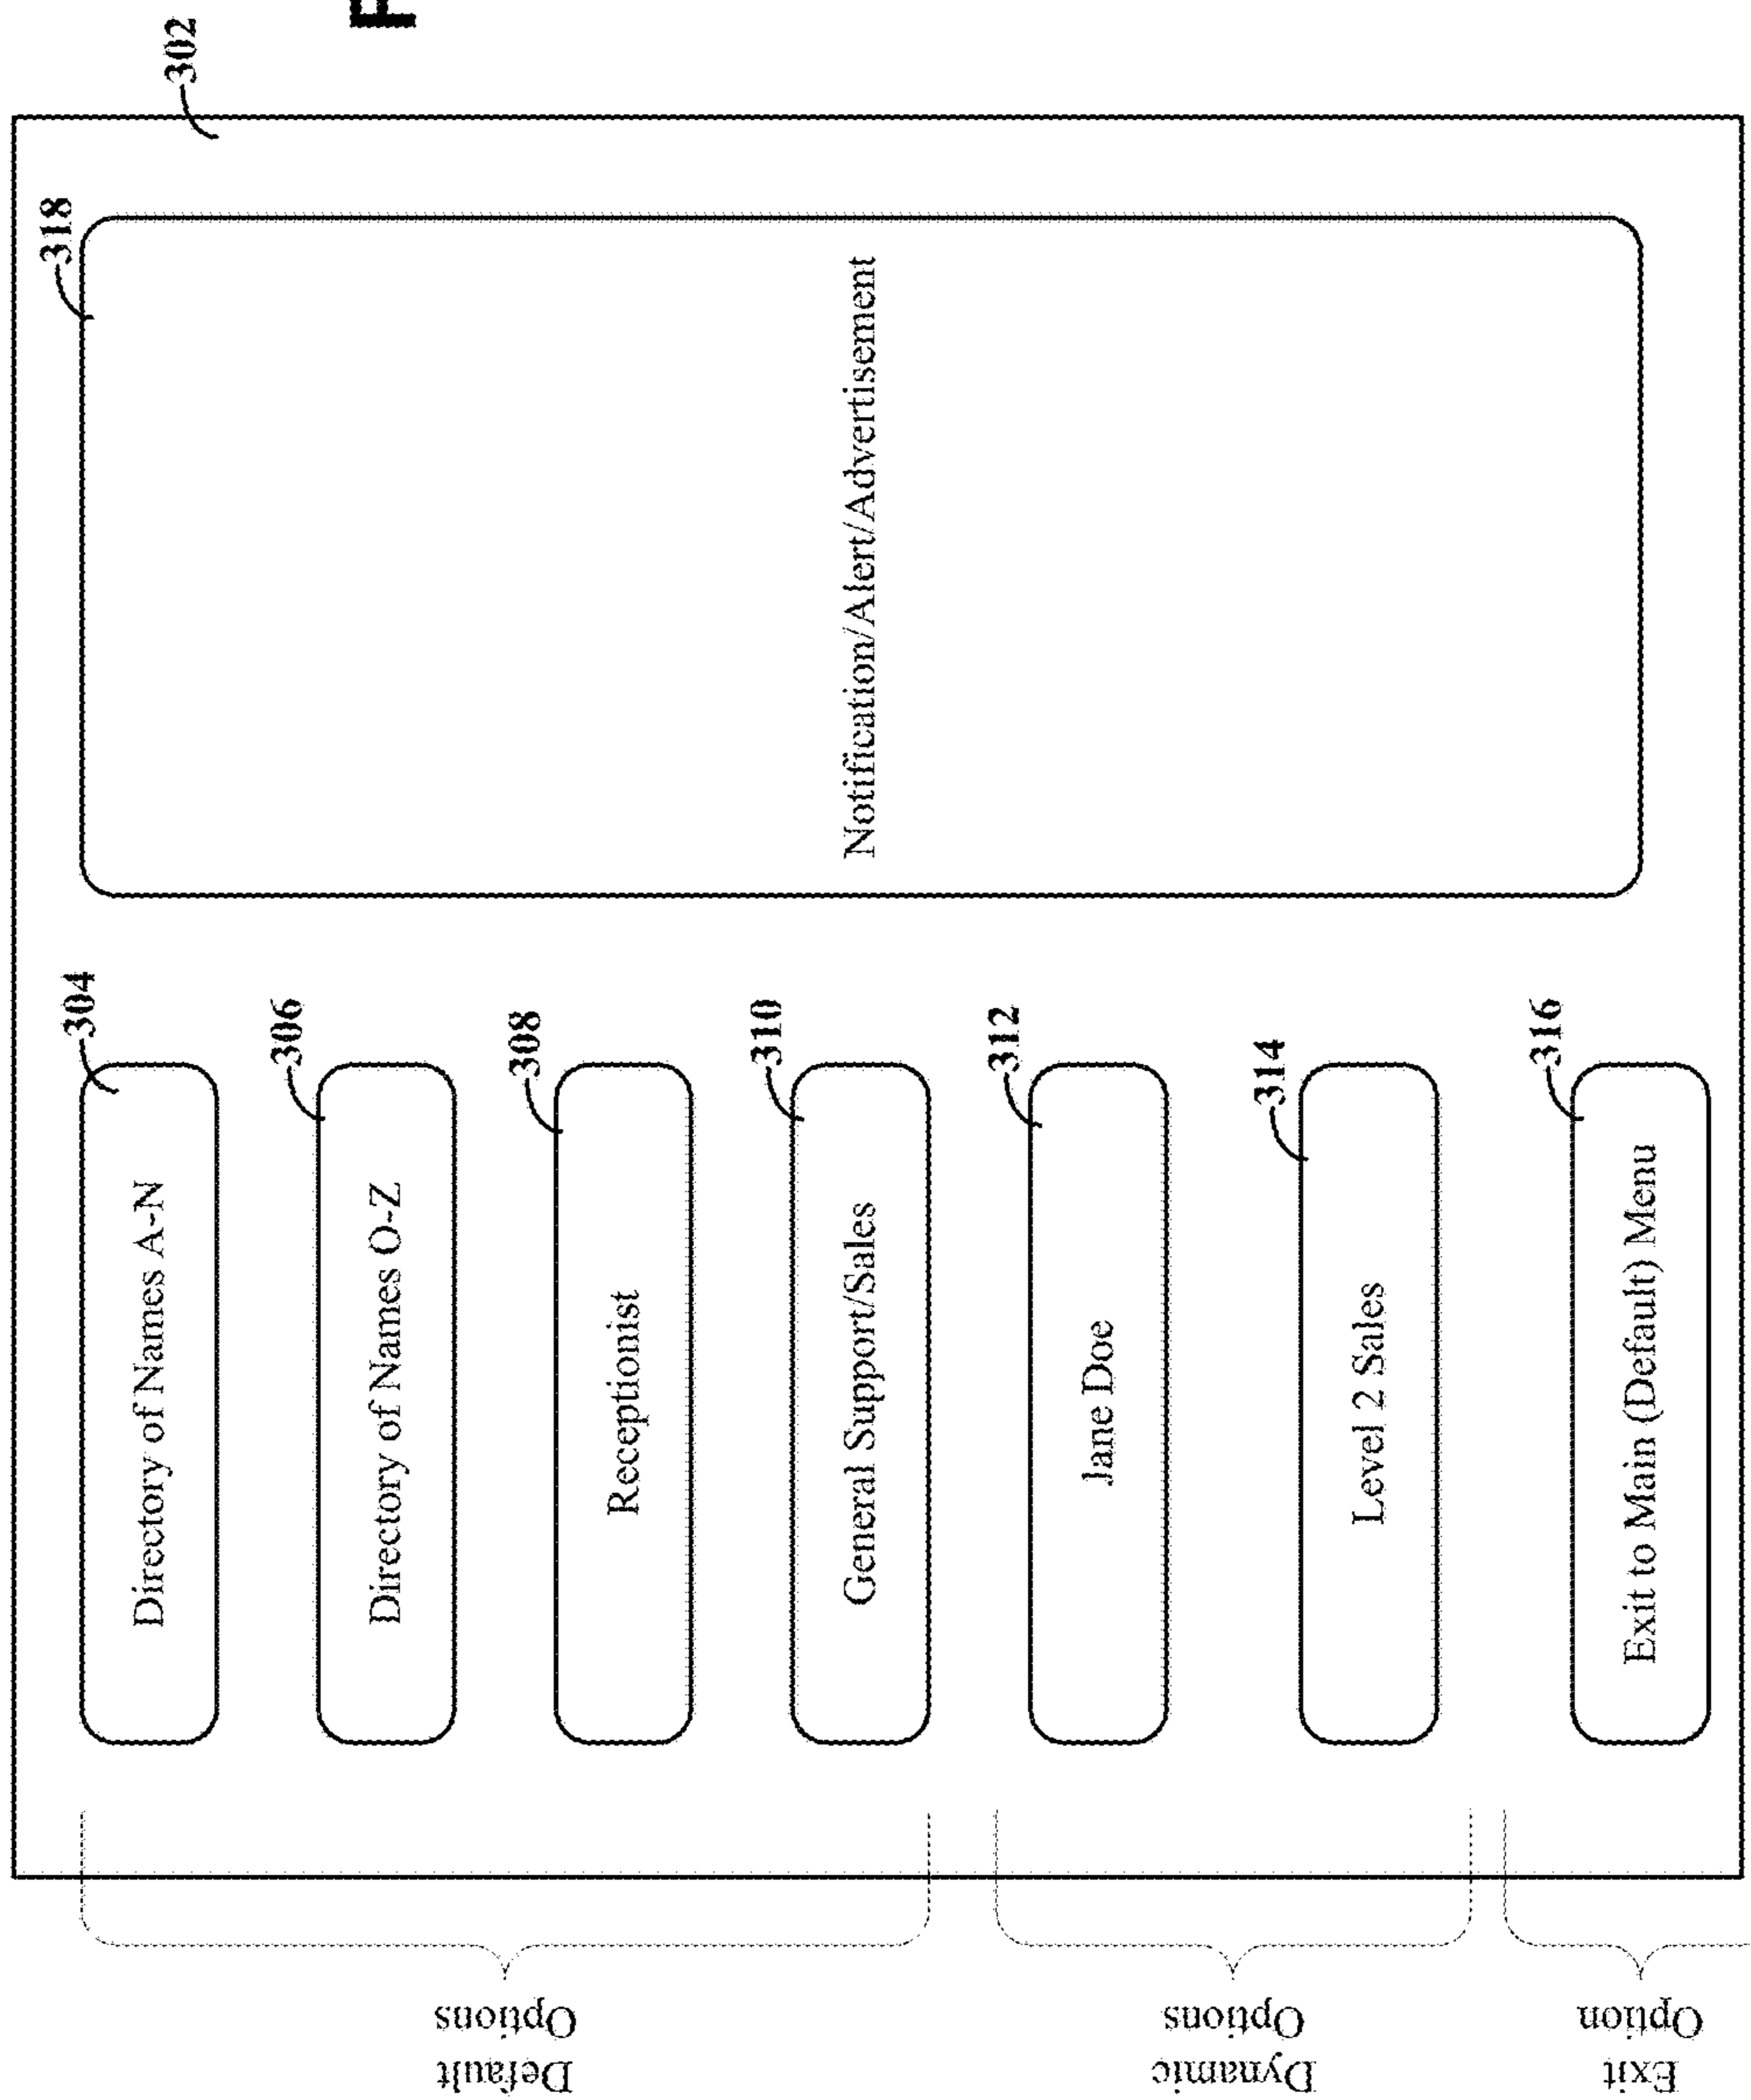 302
318
304
Directory of Names A-N
306
Directory of Names O-Z
308
Receptionist
310
General Support/Sales
312
Jane Doe
314
Level 2 Sales
316
Exit to Main (Default) Menu
Notification/Alert/Advertisement
Default
Options
Dynamic
Options
Exit
Option
F